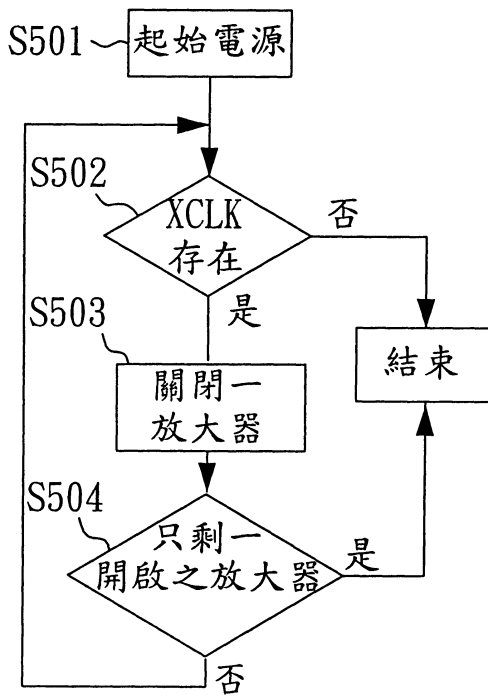 S501
起始電源
S502
XCLK
存在
否
是
S503
關閉一
放大器
結束
S504
只剩一
開啟之放大器
是
否